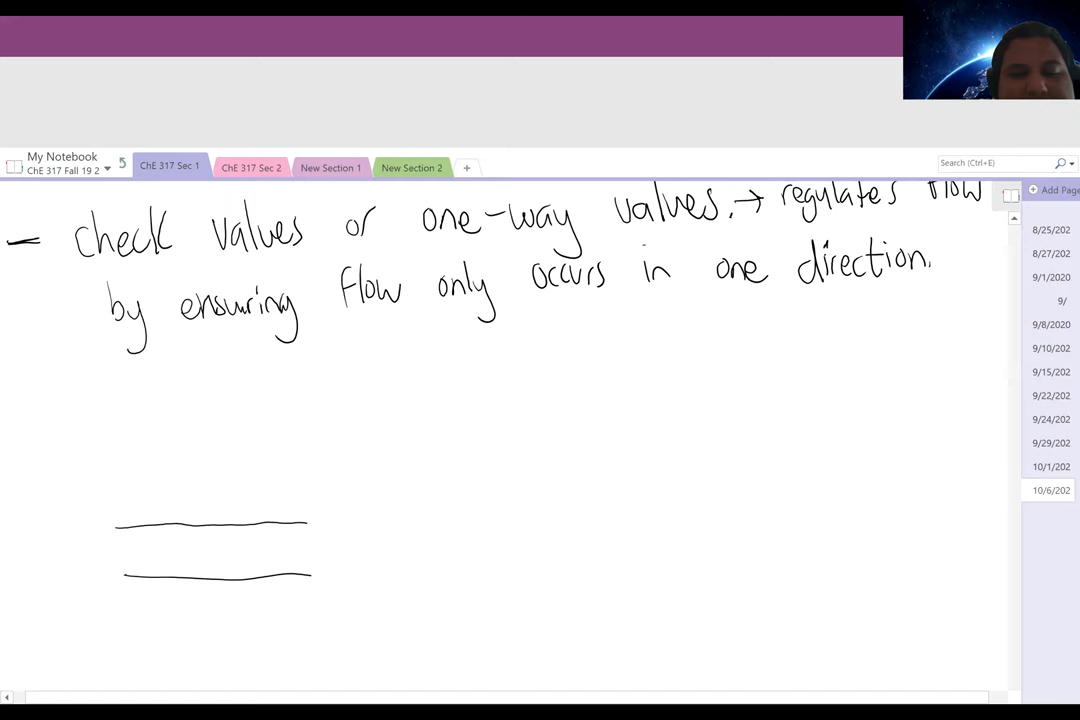 My Notebook
ChE 317 Fall 19 2
ChE 317 Sec 1
ChE 317 Sec 2
New Section 1
New Section 2
Search (Ctrl+E)
Add Page
- check valves or one-way valves. → regulates flow
by ensuring flow only occurs in one direction.
8/25/202
8/27/202
9/1/2020
9/
9/8/2020
9/10/202
9/15/202
9/22/202
9/24/202
9/29/202
10/1/202
10/6/202